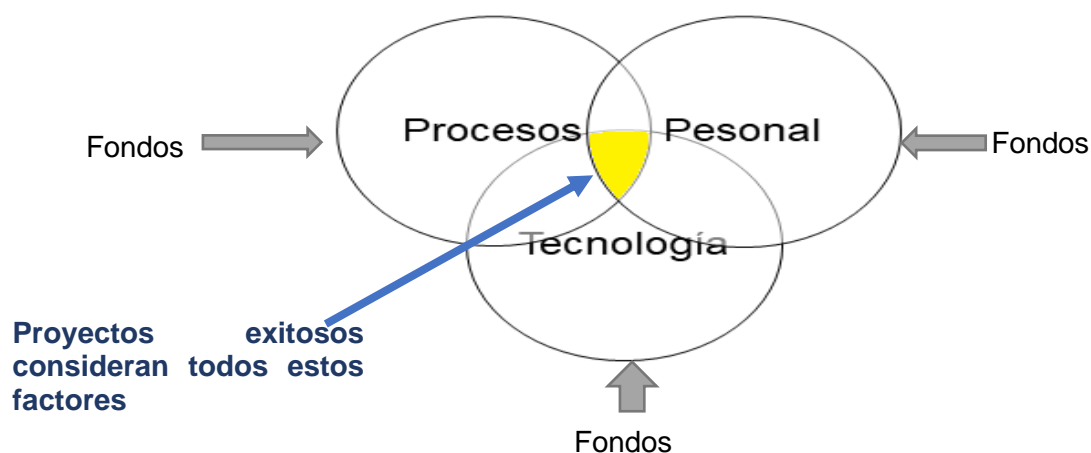 Procesos
Pesonal
Fondos
Fondos
Tecnología
Proyectos exitosos
consideran todos estos
factores
Fondos